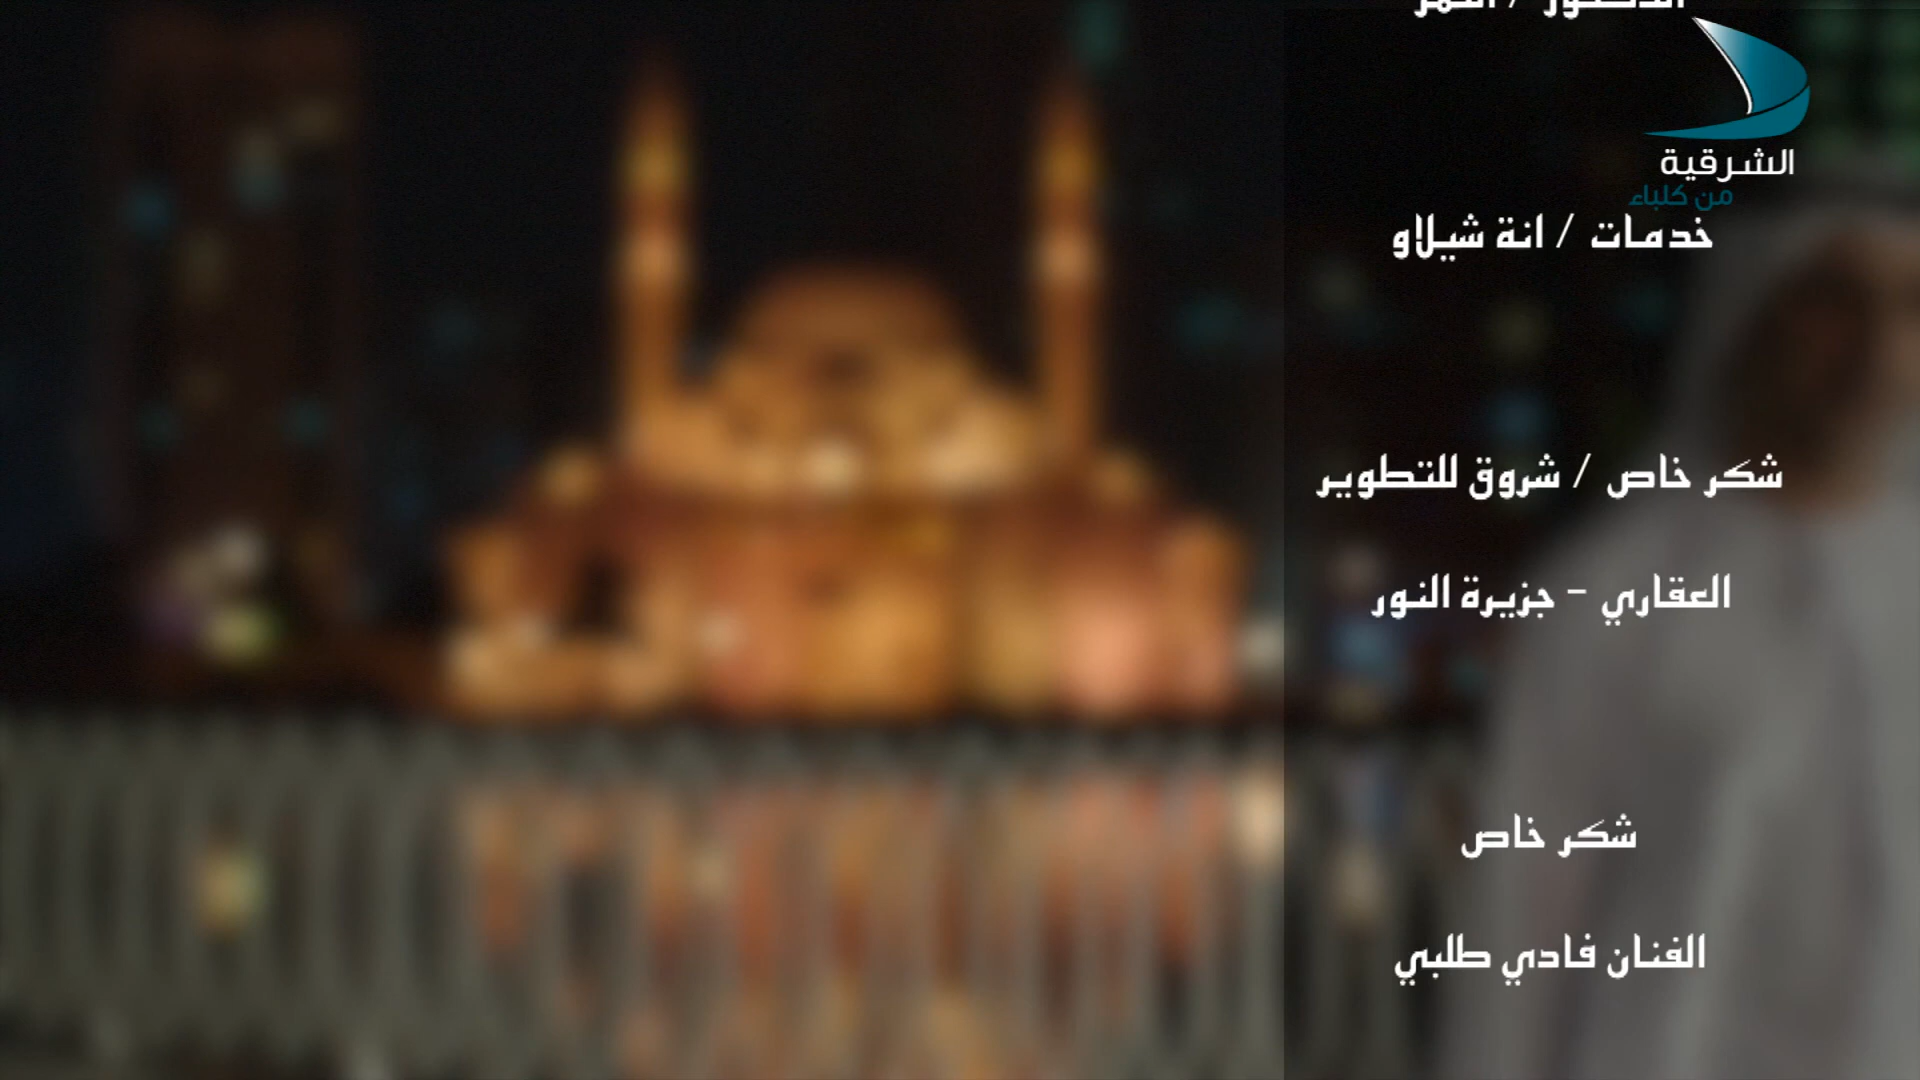 الشرقية
من كلباء
خدمات / انة شيلاو
شكر خاص / شروق للتطوير
العقاري - جزيرة النور
شكر خاص
الفنان فادي طلبي